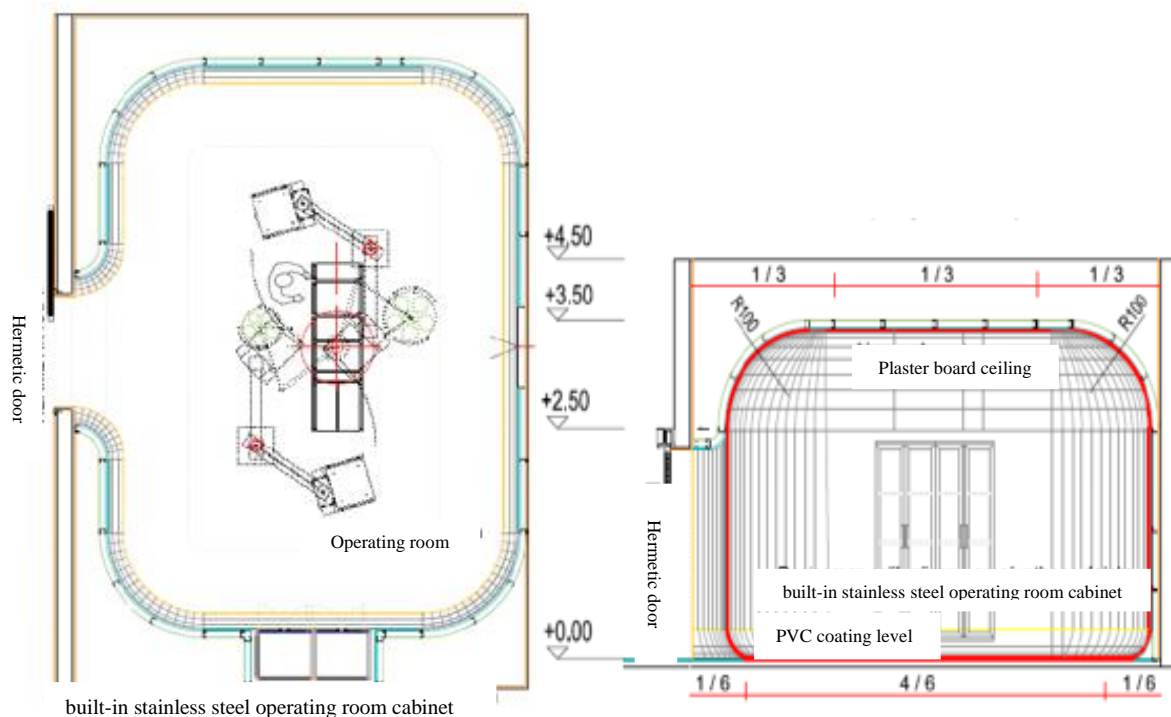 Hermetic door
Operating room
built-in stainless steel operating room cabinet
+4.50
+3.50
+2.50
+0.00
1 / 3
1 / 3
1 / 3
R100
R100
Plaster board ceiling
Hermetic door
built-in stainless steel operating room cabinet
PVC coating level
1 / 6
4 / 6
1 / 6